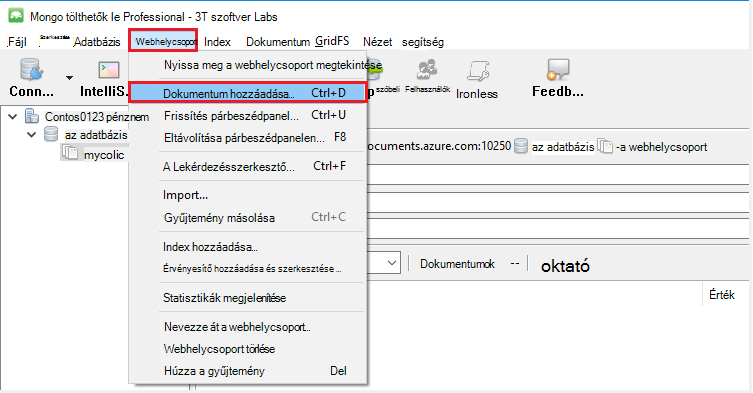 Mongo tölthetők le Professional - 3T szoftver Labs
Fájl Szerkesztése Adatbázis Webhelycsoport Index Dokumentum GridFS Nézet segítség
Conn... IntelliS. szóbeli Felhasználók Ironless Feedb...
Nyissa meg a webhelycsoport megtekintése
Dokumentum hozzáadása... Ctrl+D
Frissítés párbeszédpanel... Ctrl+U
Eltávolítása párbeszédpanelen... F8
A Lekérdezésszerkesztő... Ctrl+F
Import...
Gyűjtemény másolása Ctrl+C
Index hozzáadása...
Érvényesítő hozzáadása és szerkesztése ...
Statisztikák megjelenítése
Nevezze át a webhelycsoport...
Webhelycsoport törlése
Húzza a gyűjtemény Del
Contos0123 pénznem
az adatbázis
mycolic
ocuments.azure.com:10250 az adatbázis -a webhelycsoport
Dokumentumok -- oktató
Érték